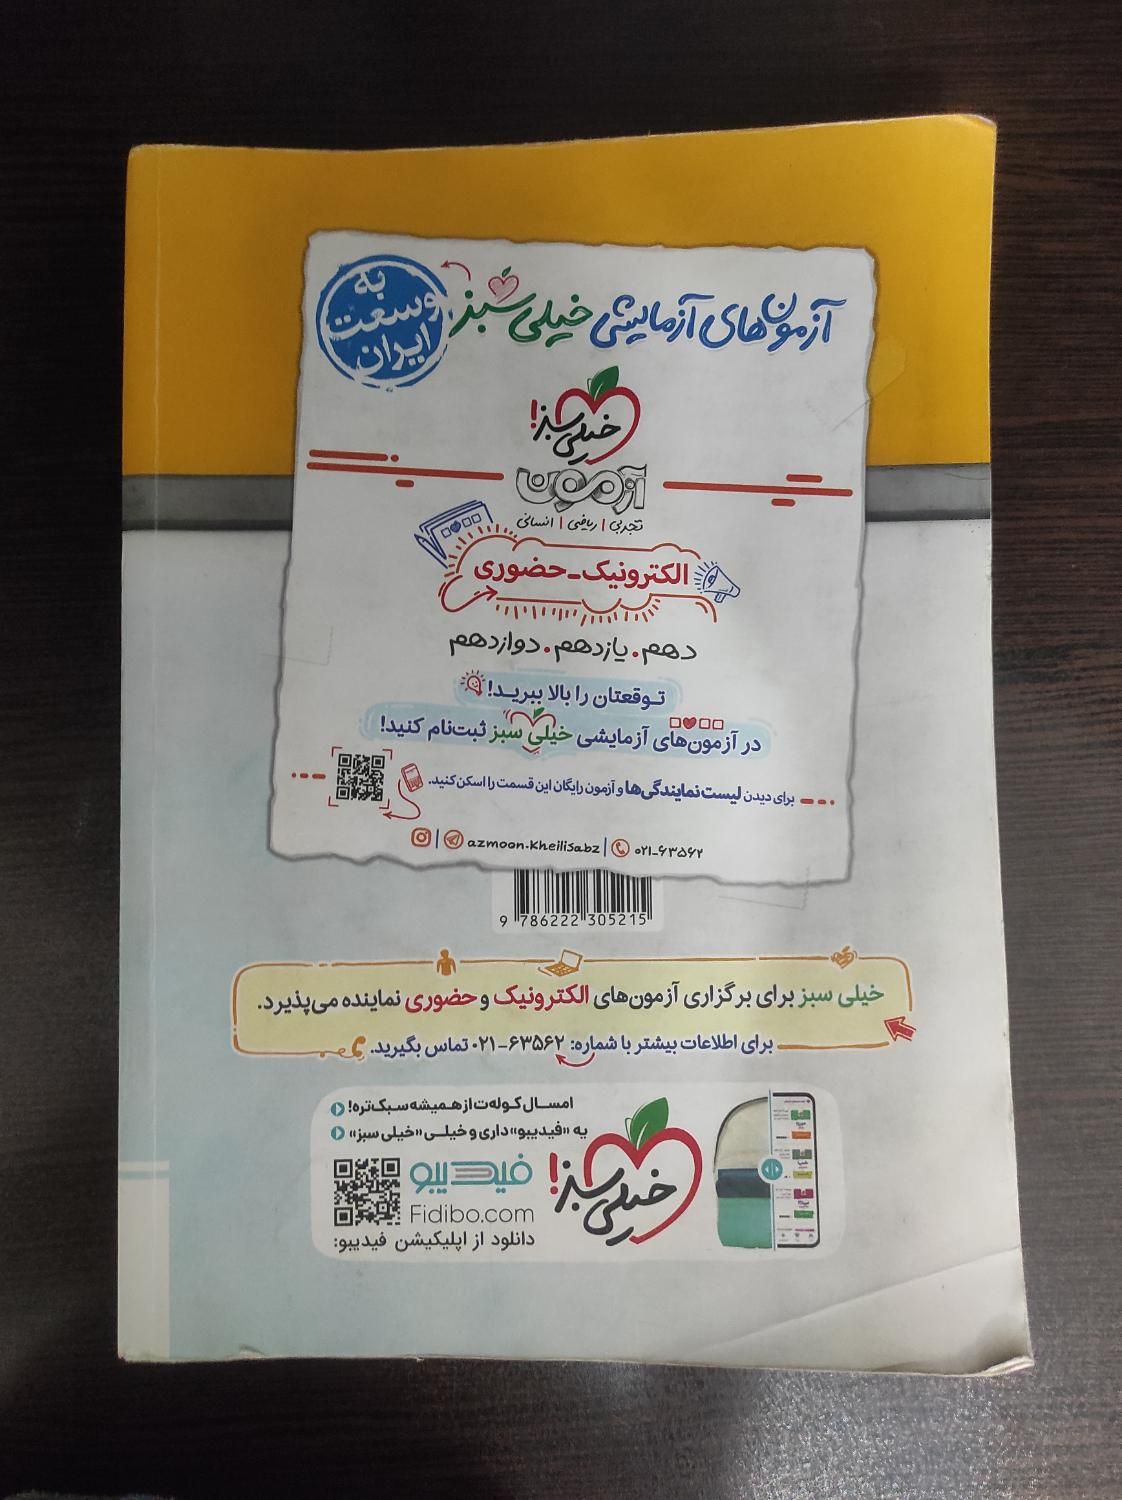 آزمون‌های آزمایشی خیلی سبز
به
وسعت
ایران
خیلی سبز!
آزمون
تجربی | ریاضی | انسانی
الکترونیک-حضوری
دهم. یازدهم. دوازدهم
توقعتان را بالا ببرید!
در آزمون‌های آزمایشی خیلی سبز ثبت‌نام کنید!
برای دیدن لیست نمایندگی‌ها و آزمون رایگان این قسمت را اسکن کنید.
azmoon.kheilisabz | ۰۲۱-۶۳۵۶۲
9 786222 305215
خیلی سبز برای برگزاری آزمون‌های الکترونیک و حضوری نماینده می‌پذیرد.
برای اطلاعات بیشتر با شماره: ۶۳۵۶۲-۰۲۱ تماس بگیرید.
امسال کوله‌ت از همیشه سبک‌تره!
یه «فیدیبو» داری و خیلی «خیلی سبز»
خیلی سبز!
فیدیبو
Fidibo.com
دانلود از اپلیکیشن فیدیبو: